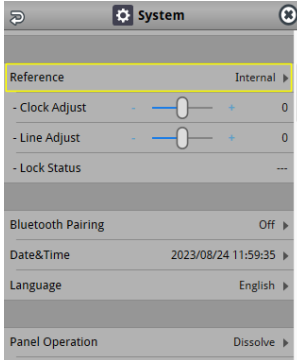 System
Reference Internal
- Clock Adjust - + 0
- Line Adjust - + 0
- Lock Status ---
Bluetooth Pairing Off
Date&Time 2023/08/24 11:59:35
Language English
Panel Operation Dissolve